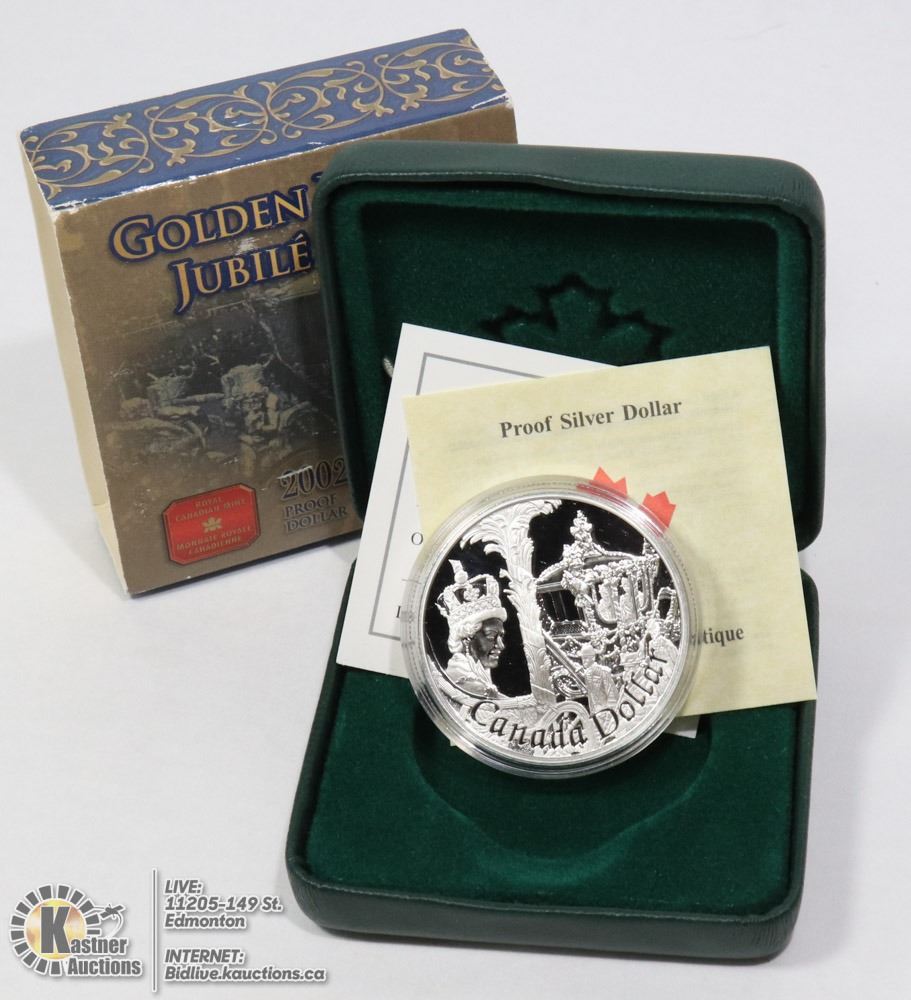 GOLDEN
JUBILÉ
2002
PROOF
DOLLAR
ROYAL
CANADIAN MINT
MONNAIE ROYALE
CANADIENNE
Proof Silver Dollar
tique
Canada Dollar
Kastner
Auctions
LIVE:
11205-149 St.
Edmonton
INTERNET:
Bidlive.kauctions.ca